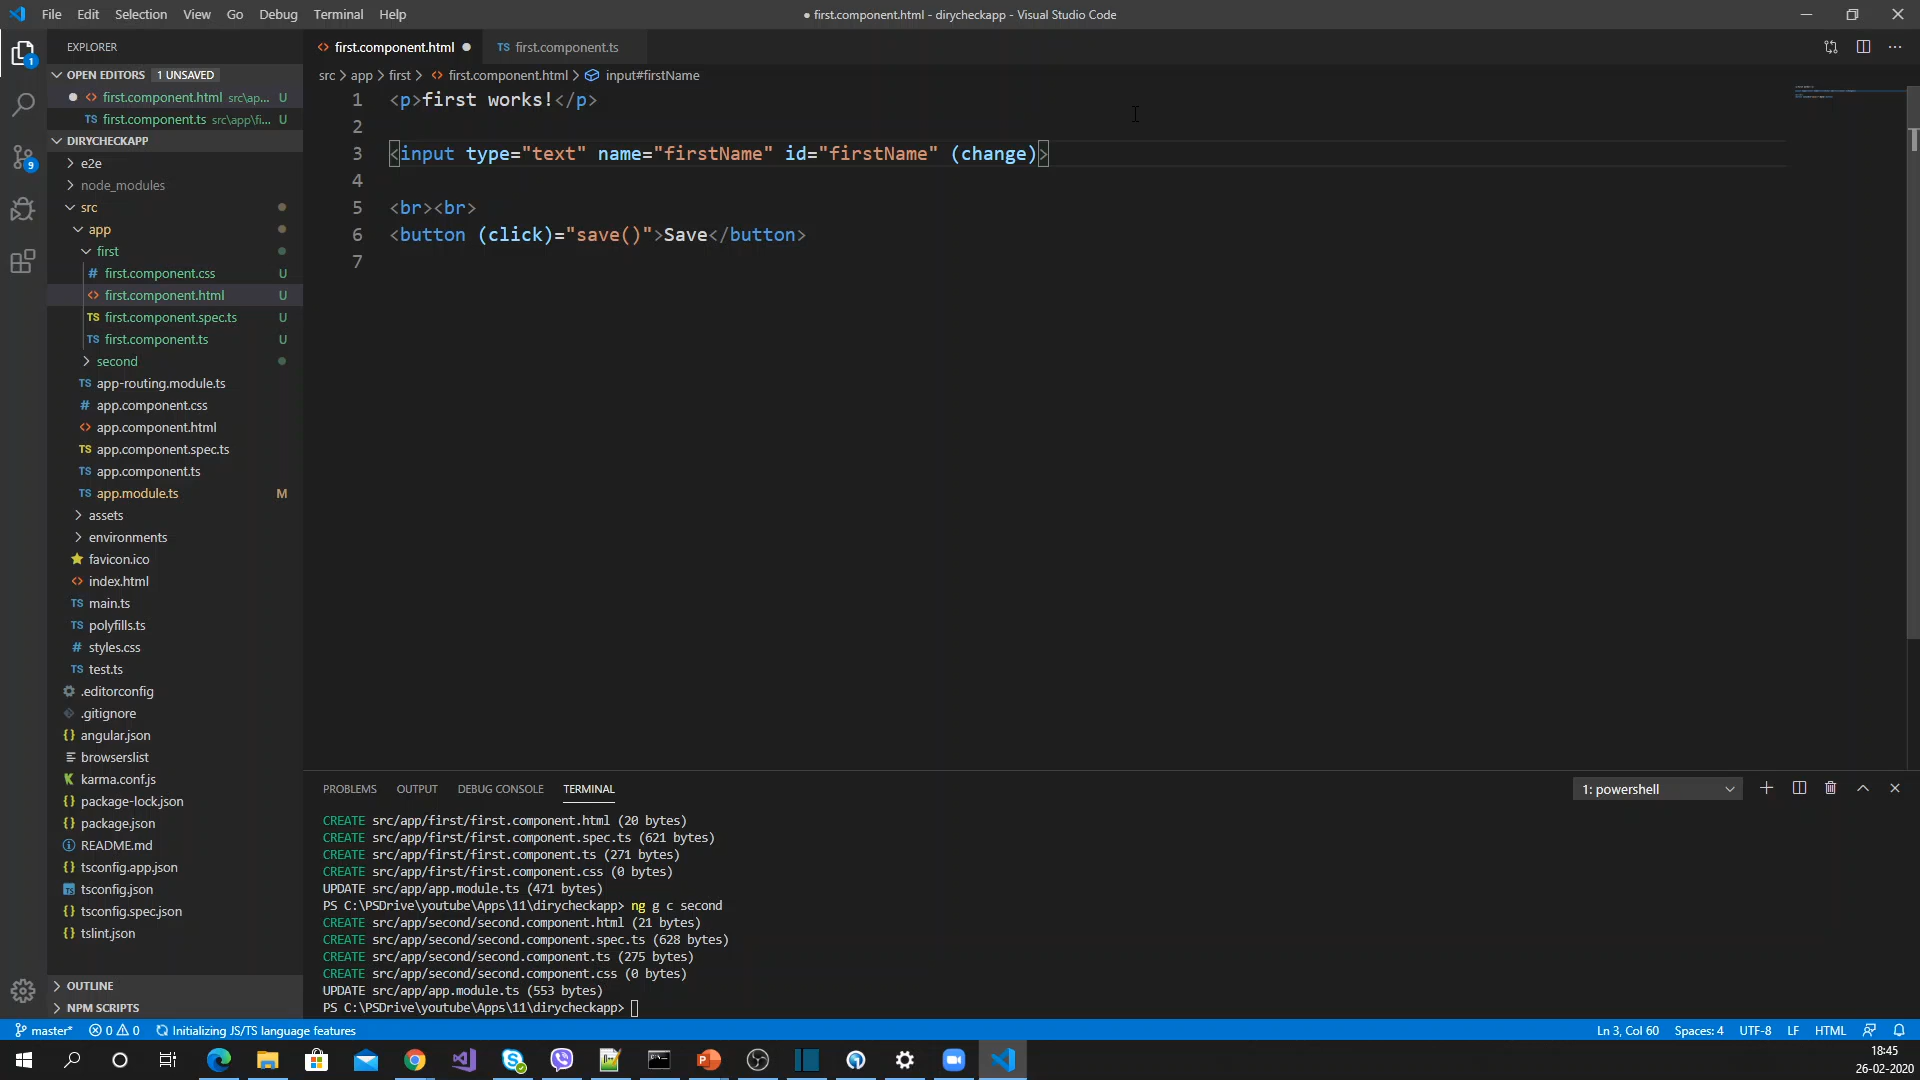 File Edit Selection View Go Debug Terminal Help
● first.component.html - dirycheckapp - Visual Studio Code
EXPLORER
OPEN EDITORS 1 UNSAVED
first.component.html src\ap... U
TS first.component.ts src\app\fi... U
DIRYCHECKAPP
e2e
node_modules
src
app
first
# first.component.css U
<> first.component.html U
TS first.component.spec.ts U
TS first.component.ts U
second
TS app-routing.module.ts
# app.component.css
<> app.component.html
TS app.component.spec.ts
TS app.component.ts
TS app.module.ts M
assets
environments
favicon.ico
<> index.html
TS main.ts
TS polyfills.ts
# styles.css
TS test.ts
.editorconfig
.gitignore
{} angular.json
browserslist
karma.conf.js
{} package-lock.json
{} package.json
README.md
{} tsconfig.app.json
tsconfig.json
{} tsconfig.spec.json
{} tslint.json
OUTLINE
NPM SCRIPTS
<> first.component.html ●
TS first.component.ts
src > app > first > <> first.component.html > input#firstName
1 <p>first works!</p>
2
3 <input type="text" name="firstName" id="firstName" (change)>
4
5 <br><br>
6 <button (click)="save()">Save</button>
7
PROBLEMS OUTPUT DEBUG CONSOLE TERMINAL
1: powershell
CREATE src/app/first/first.component.html (20 bytes)
CREATE src/app/first/first.component.spec.ts (621 bytes)
CREATE src/app/first/first.component.ts (271 bytes)
CREATE src/app/first/first.component.css (0 bytes)
UPDATE src/app/app.module.ts (471 bytes)
PS C:\PSDrive\youtube\Apps\11\dirycheckapp> ng g c second
CREATE src/app/second/second.component.html (21 bytes)
CREATE src/app/second/second.component.spec.ts (628 bytes)
CREATE src/app/second/second.component.ts (275 bytes)
CREATE src/app/second/second.component.css (0 bytes)
UPDATE src/app/app.module.ts (553 bytes)
PS C:\PSDrive\youtube\Apps\11\dirycheckapp>
master* 0 0 Initializing JS/TS language features
Ln 3, Col 60 Spaces: 4 UTF-8 LF HTML
18:45
26-02-2020